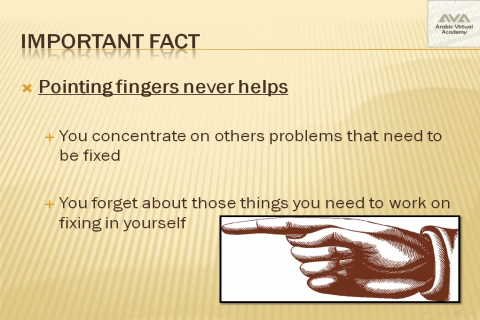 AVA
Arabic Virtual
Academy
IMPORTANT FACT
Pointing fingers never helps
You concentrate on others problems that need to
be fixed
You forget about those things you need to work on
fixing in yourself